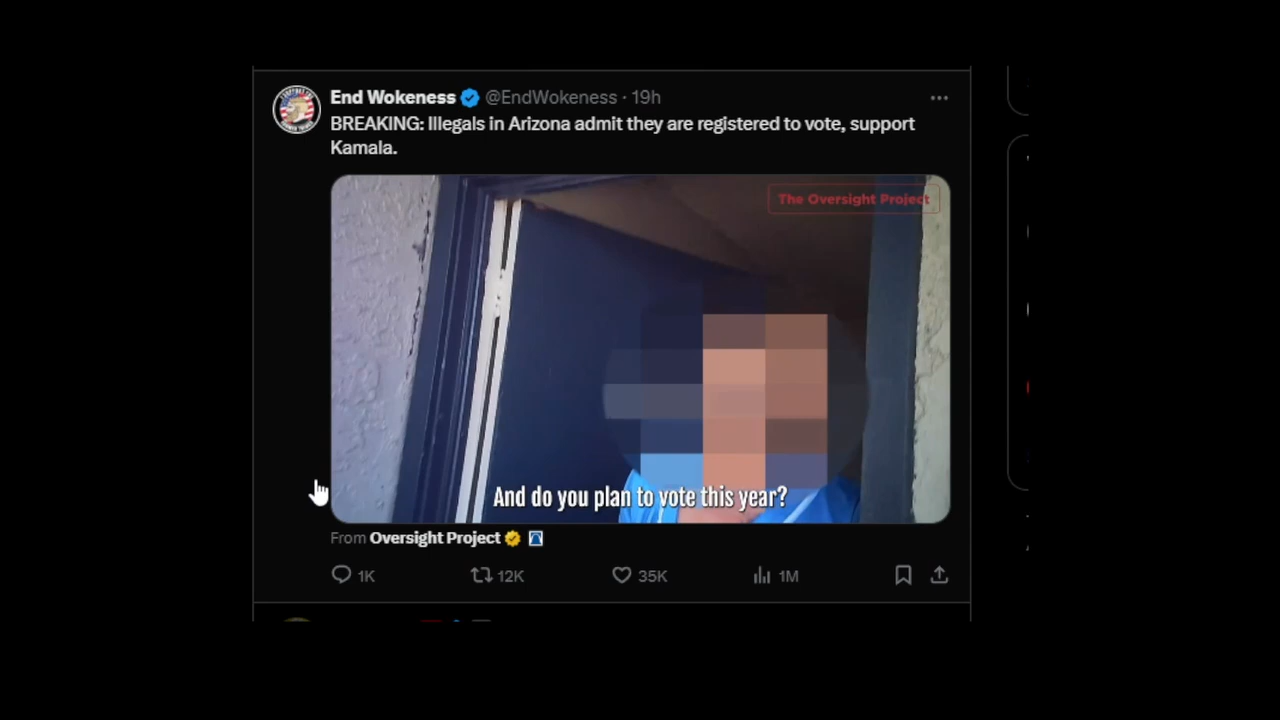 End Wokeness @EndWokeness · 19h
BREAKING: Illegals in Arizona admit they are registered to vote, support
Kamala.
The Oversight Project
And do you plan to vote this year?
From Oversight Project
1K 12K 35K 1M